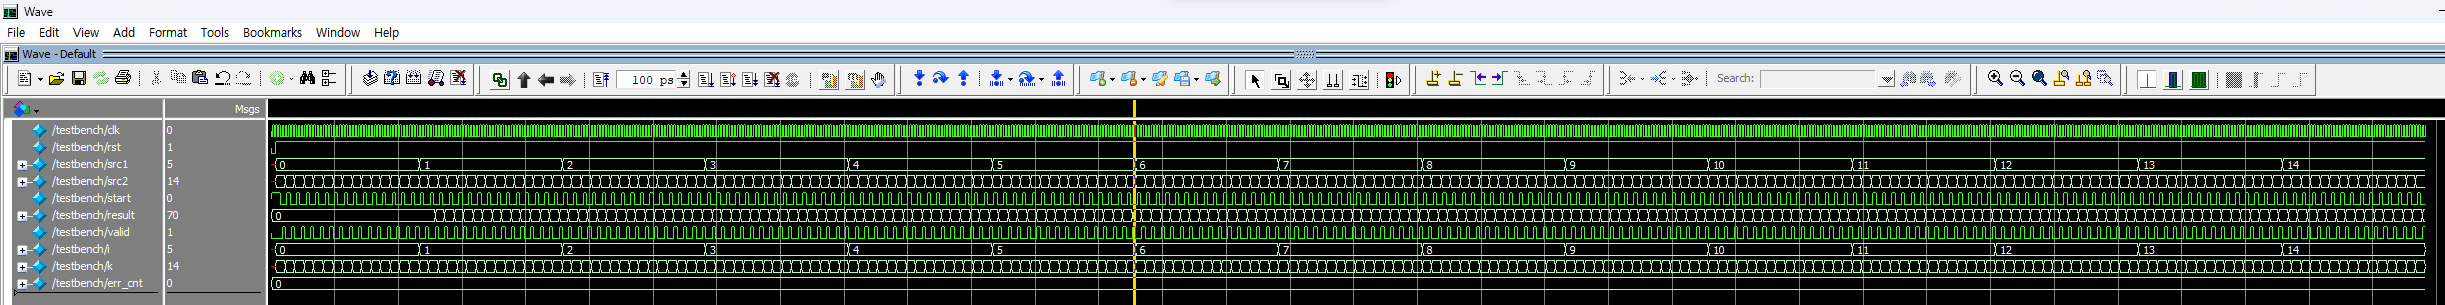 Wave
File Edit View Add Format Tools Bookmarks Window Help
Wave - Default
100 ps Search:
Msgs
/testbench/clk 0
/testbench/rst 1
/testbench/src1 5 0 1 2 3 4 5 6 7 8 9 10 11 12 13 14
/testbench/src2 14
/testbench/start 0
/testbench/result 70 0
/testbench/valid 1
/testbench/i 5 0 1 2 3 4 5 6 7 8 9 10 11 12 13 14
/testbench/k 14
/testbench/err_cnt 0 0